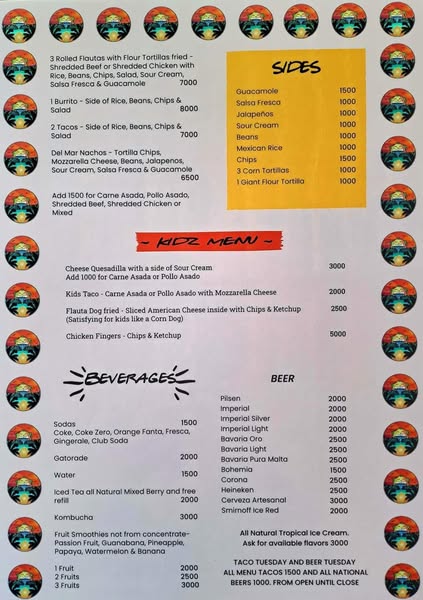 3 Rolled Flautas with Flour Tortillas fried -
Shredded Beef or Shredded Chicken with
Rice, Beans, Chips, Salad, Sour Cream,
Salsa Fresca & Guacamole 7000
1 Burrito - Side of Rice, Beans, Chips &
Salad 8000
2 Tacos - Side of Rice, Beans, Chips &
Salad 7000
Del Mar Nachos - Tortilla Chips,
Mozzarella Cheese, Beans, Jalapenos,
Sour Cream, Salsa Fresca & Guacamole
6500
Add 1500 for Carne Asada, Pollo Asado,
Shredded Beef, Shredded Chicken or
Mixed
SIDES
Guacamole 1500
Salsa Fresca 1000
Jalapeños 1000
Sour Cream 1000
Beans 1000
Mexican Rice 1000
Chips 1500
3 Corn Tortillas 1000
1 Giant Flour Tortilla 1000
~ KIDZ MENU ~
Cheese Quesadilla with a side of Sour Cream 3000
Add 1000 for Carne Asada or Pollo Asado
Kids Taco - Carne Asada or Pollo Asado with Mozzarella Cheese 2000
Flauta Dog fried - Sliced American Cheese inside with Chips & Ketchup 2500
(Satisfying for kids like a Corn Dog)
Chicken Fingers - Chips & Ketchup 5000
BEVERAGES
Sodas 1500
Coke, Coke Zero, Orange Fanta, Fresca,
Gingerale, Club Soda
Gatorade 2000
Water 1500
Iced Tea all Natural Mixed Berry and free
refill 2000
Kombucha 3000
Fruit Smoothies not from concentrate-
Passion Fruit, Guanabana, Pineapple,
Papaya, Watermelon & Banana
1 Fruit 2000
2 Fruits 2500
3 Fruits 3000
BEER
Pilsen 2000
Imperial 2000
Imperial Silver 2000
Imperial Light 2000
Bavaria Oro 2500
Bavaria Light 2500
Bavaria Pura Malta 2500
Bohemia 1500
Corona 2500
Heineken 2500
Cerveza Artesanal 3000
Smirnoff Ice Red 2000
All Natural Tropical Ice Cream.
Ask for available flavors 3000
TACO TUESDAY AND BEER TUESDAY
ALL MENU TACOS 1500 AND ALL NATIONAL
BEERS 1000. FROM OPEN UNTIL CLOSE